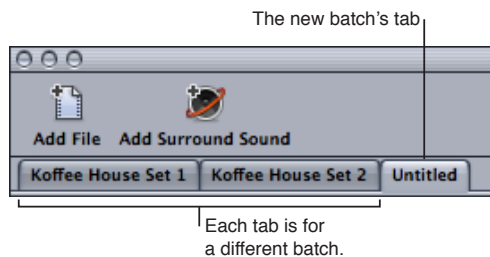 The new batch’s tab
Add File Add Surround Sound
Koffee House Set 1 Koffee House Set 2 Untitled
Each tab is for
a different batch.